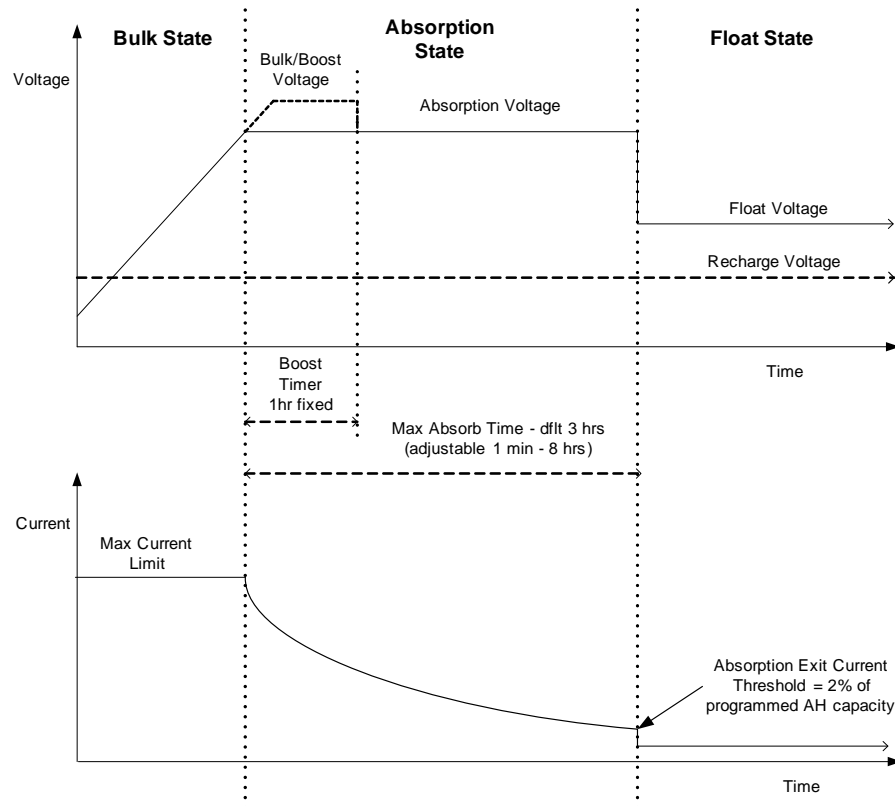 Bulk State
Absorption
State
Float State
Voltage
Bulk/Boost
Voltage
Absorption Voltage
Float Voltage
Recharge Voltage
Time
Boost
Timer
1hr fixed
Max Absorb Time - dflt 3 hrs
(adjustable 1 min - 8 hrs)
Current
Max Current
Limit
Absorption Exit Current
Threshold = 2% of
programmed AH capacity
Time